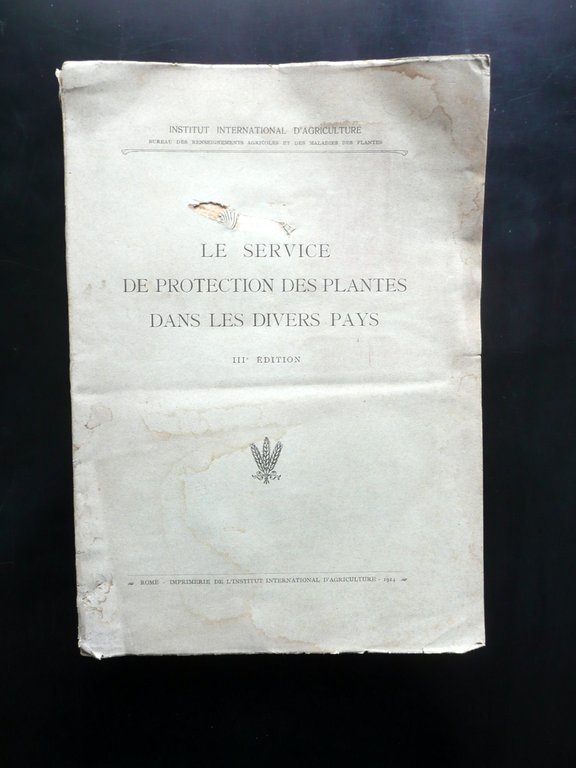 INSTITUT INTERNATIONAL D'AGRICULTURE
BUREAU DES RENSEIGNEMENTS AGRICOLES ET DES MALADIES DES PLANTES
LE SERVICE
DE PROTECTION DES PLANTES
DANS LES DIVERS PAYS
IIIe ÉDITION
ROME - IMPRIMERIE DE L'INSTITUT INTERNATIONAL D'AGRICULTURE - 1914